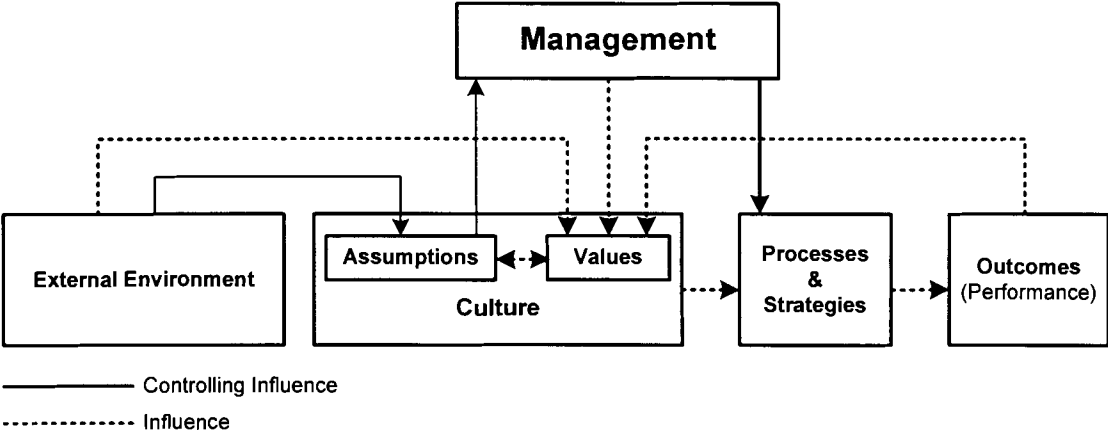 Management
External Environment
Assumptions
Values
Culture
Processes
&
Strategies
Outcomes
(Performance)
Controlling Influence
Influence